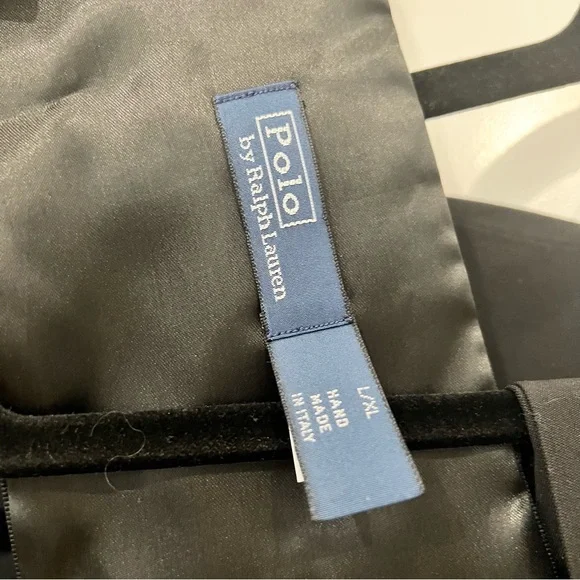 Polo
by Ralph Lauren
L/XL
HAND
MADE
IN ITALY